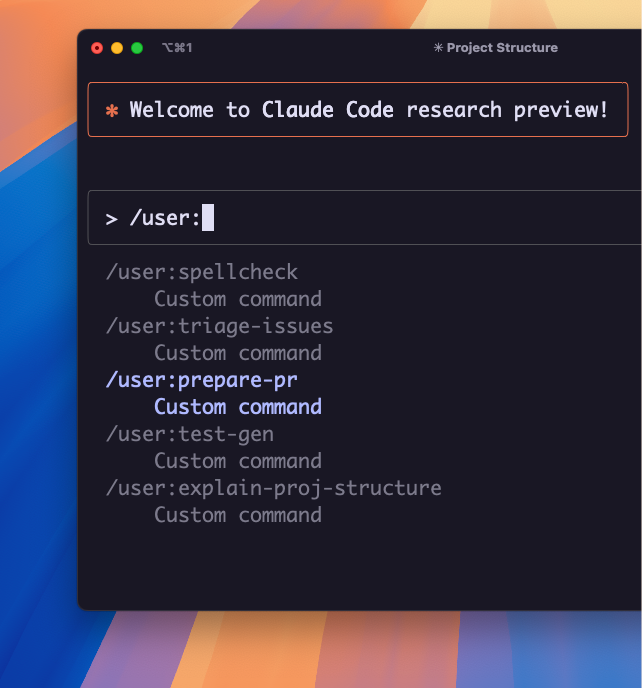 ⌥⌘1
✳ Project Structure
✻ Welcome to Claude Code research preview!
> /user:
/user:spellcheck
Custom command
/user:triage-issues
Custom command
/user:prepare-pr
Custom command
/user:test-gen
Custom command
/user:explain-proj-structure
Custom command